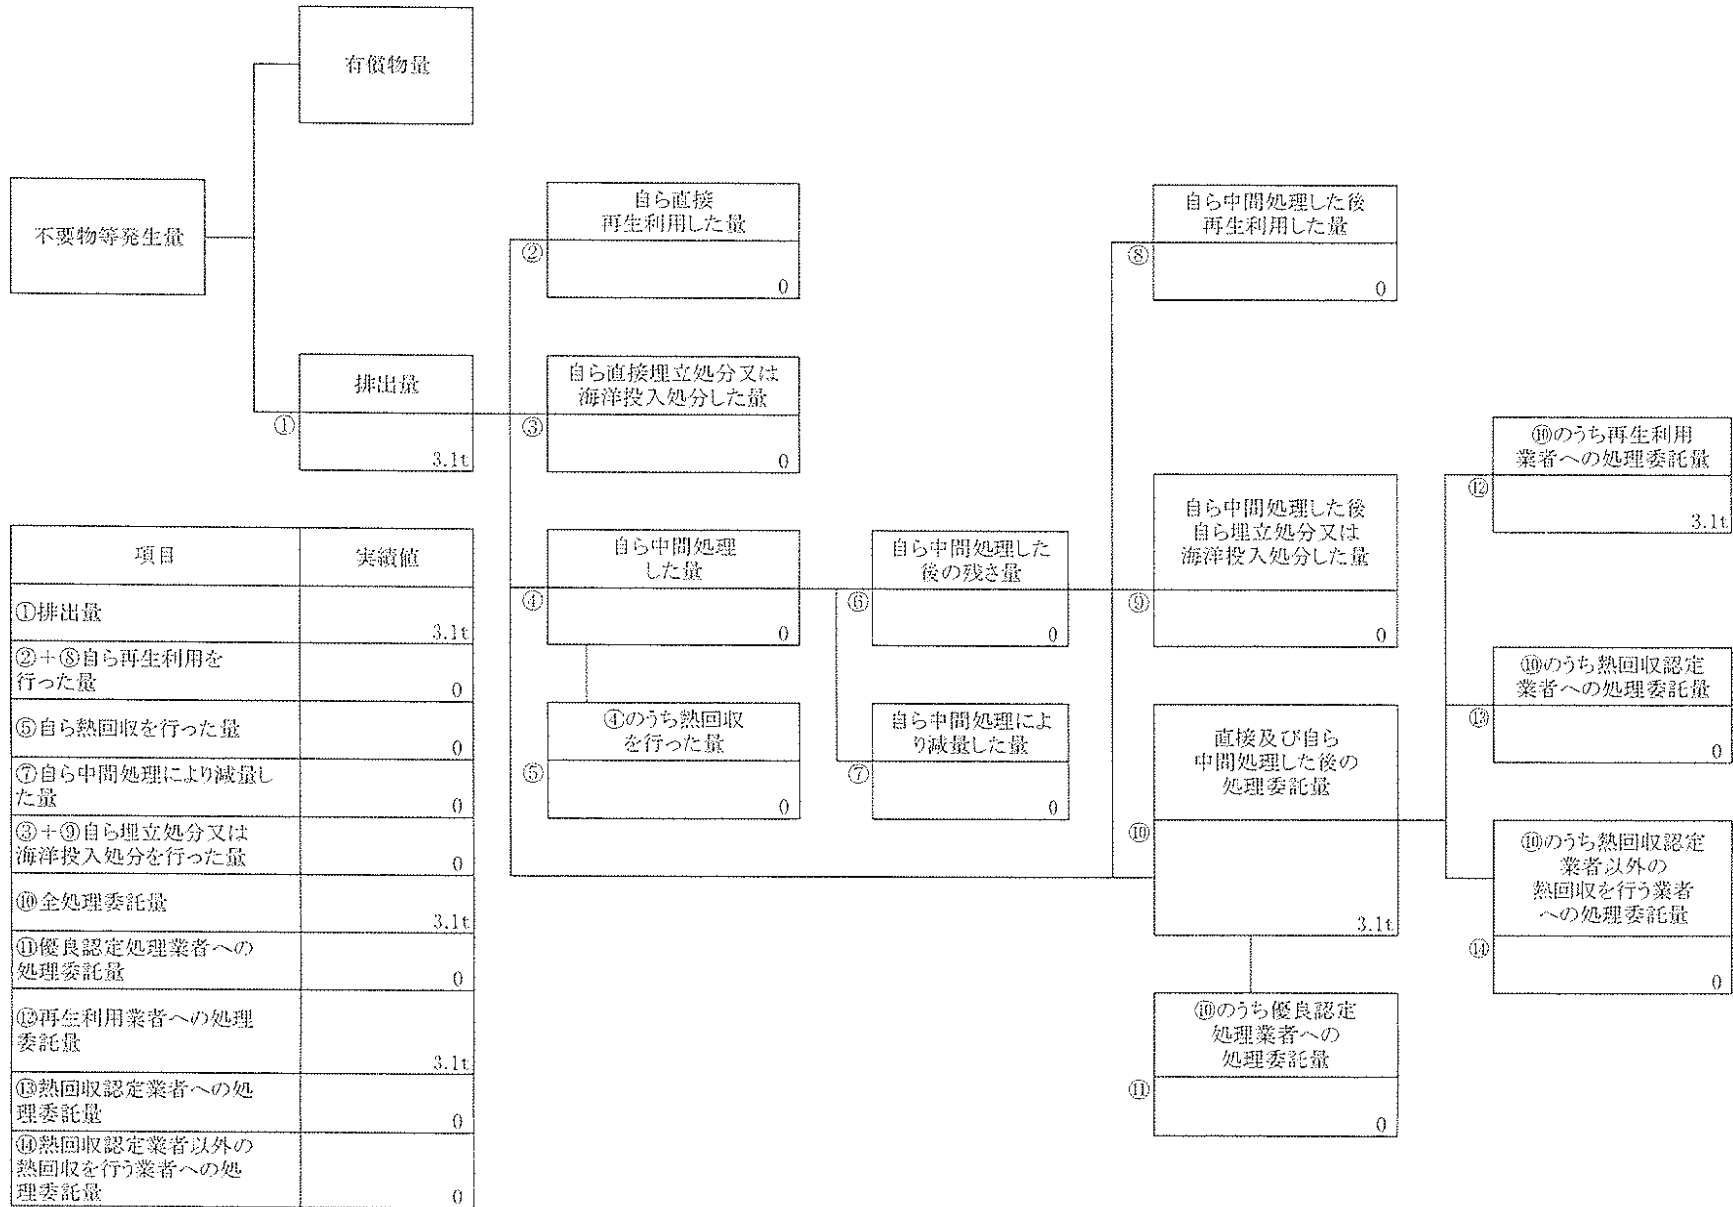 有償物量
不要物等発生量
排出量
①
3.1t
自ら直接
再生利用した量
②
0
自ら直接埋立処分又は
海洋投入処分した量
③
0
自ら中間処理
した量
④
0
④のうち熱回収
を行った量
⑤
0
自ら中間処理した
後の残さ量
⑥
0
自ら中間処理によ
り減量した量
⑦
0
自ら中間処理した後
再生利用した量
⑧
0
自ら中間処理した後
自ら埋立処分又は
海洋投入処分した量
⑨
0
直接及び自ら
中間処理した後の
処理委託量
⑩
3.1t
⑩のうち優良認定
処理業者への
処理委託量
⑪
0
⑩のうち再生利用
業者への処理委託量
⑫
3.1t
⑩のうち熱回収認定
業者への処理委託量
⑬
0
⑩のうち熱回収認定
業者以外の
熱回収を行う業者
への処理委託量
⑭
0
項目 実績値
①排出量
3.1t
②+⑧自ら再生利用を
行った量
0
⑤自ら熱回収を行った量
0
⑦自ら中間処理により減量し
た量
0
③+⑨自ら埋立処分又は
海洋投入処分を行った量
0
⑩全処理委託量
3.1t
⑪優良認定処理業者への
処理委託量
0
⑫再生利用業者への処理
委託量
3.1t
⑬熱回収認定業者への処
理委託量
0
⑭熱回収認定業者以外の
熱回収を行う業者への処
理委託量
0